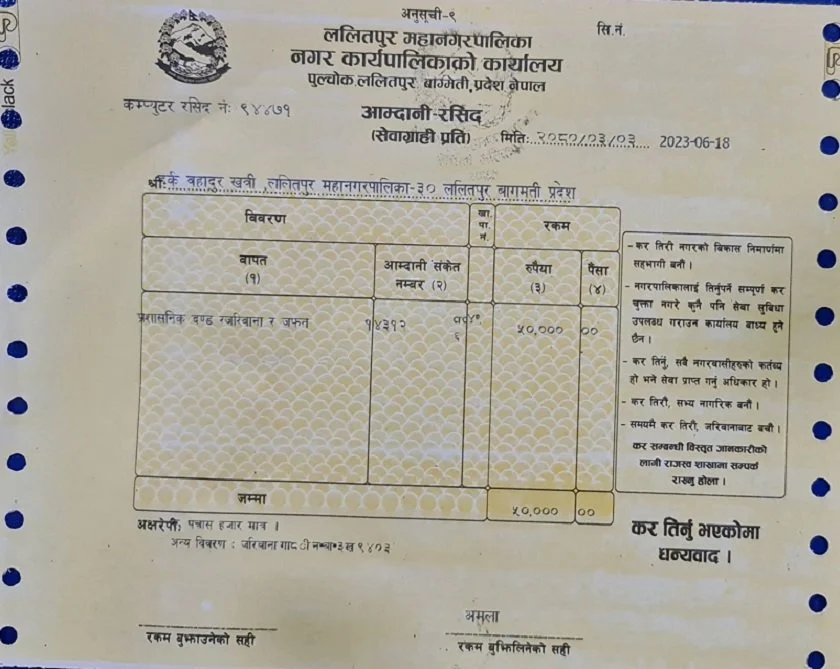 अनुसूची-९
सि.नं.
ललितपुर महानगरपालिका
नगर कार्यपालिकाको कार्यालय
पुल्चोक ललितपुर बाग्मती, प्रदेश नेपाल
कम्प्युटर रसिद नं: ९४४७१
आम्दानी-रसिद
(सेवाग्राही प्रति)
मिति: २०८०/०३/०३ 2023-06-18
श्री: बहादुर खत्री ,ललितपुर महानगरपालिका-३० ललितपुर बागमती प्रदेश
विवरण
खा. पा. नं.
रकम
बापत (१)
आम्दानी संकेत नम्बर (२)
रुपैया (३)
पैसा (४)
प्रशासनिक दण्ड जरिवाना र जफत १४३१२ ५०,००० ००
जम्मा ५०,००० ००
अक्षरेपी: पचास हजार मात्र ।
अन्य विवरण :
रकम बुझाउनेको सही
अमुला
रकम बुझिलिनेको सही
- कर तिरी नगरको विकास निर्माणमा
सहभागी बनौ ।
- नगरपालिकालाई तिर्नुपर्ने सम्पूर्ण कर
चुक्ता नगरे कुनै पनि सेवा सुविधा
उपलब्ध गराउन कार्यालय बाध्य हुने
छैन ।
- कर तिर्नु, सबै नगरबासीहरुको कर्तव्य
हो भने सेवा प्राप्त गर्नु अधिकार हो ।
- कर तिरौं, सभ्य नागरिक बनौ ।
- समयमै कर तिरौं, जरिवानाबाट बचौ ।
कर सम्बन्धी विस्तृत जानकारीको
लागी राजस्व शाखामा सम्पर्क
राख्नु होला ।
कर तिर्नु भएकोमा
धन्यवाद ।